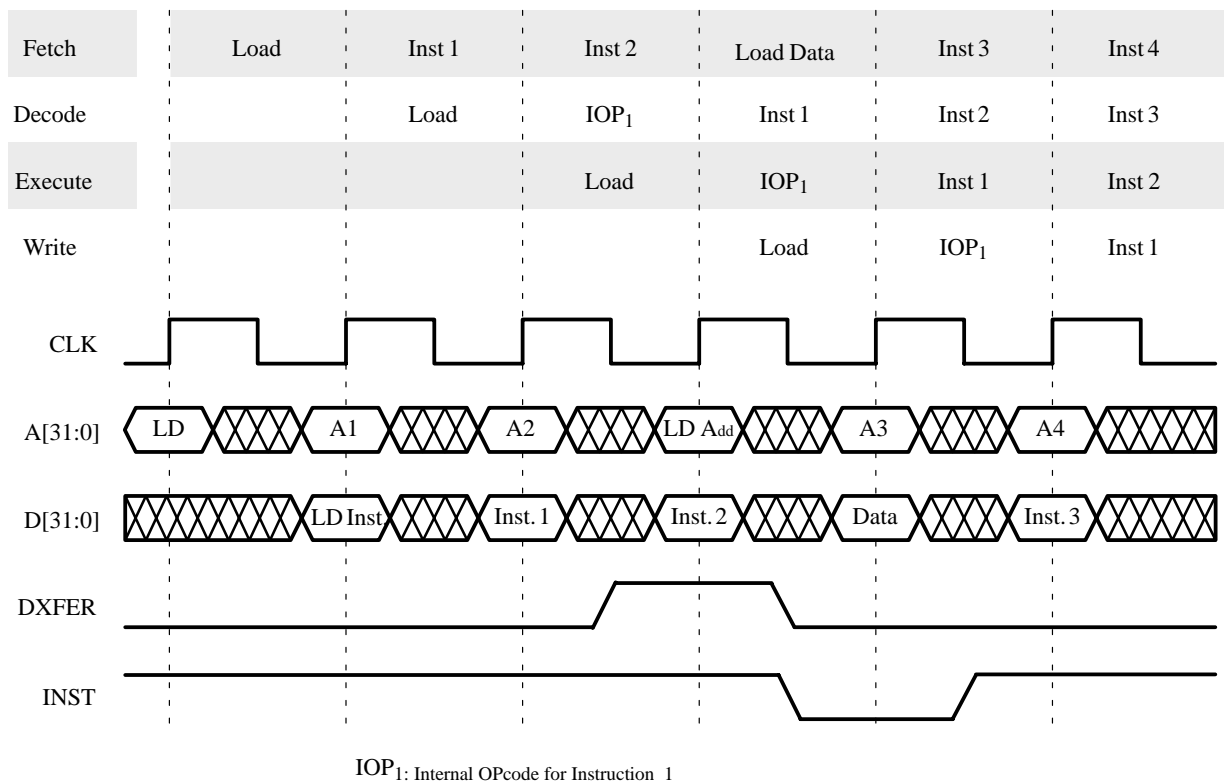 Fetch Load Inst 1 Inst 2 Load Data Inst 3 Inst 4
Decode Load IOP1 Inst 1 Inst 2 Inst 3
Execute Load IOP1 Inst 1 Inst 2
Write Load IOP1 Inst 1
CLK
A[31:0] LD A1 A2 LD Add A3 A4
D[31:0] LD Inst. Inst. 1 Inst. 2 Data Inst. 3
DXFER
INST
IOP1: Internal OPcode for Instruction 1